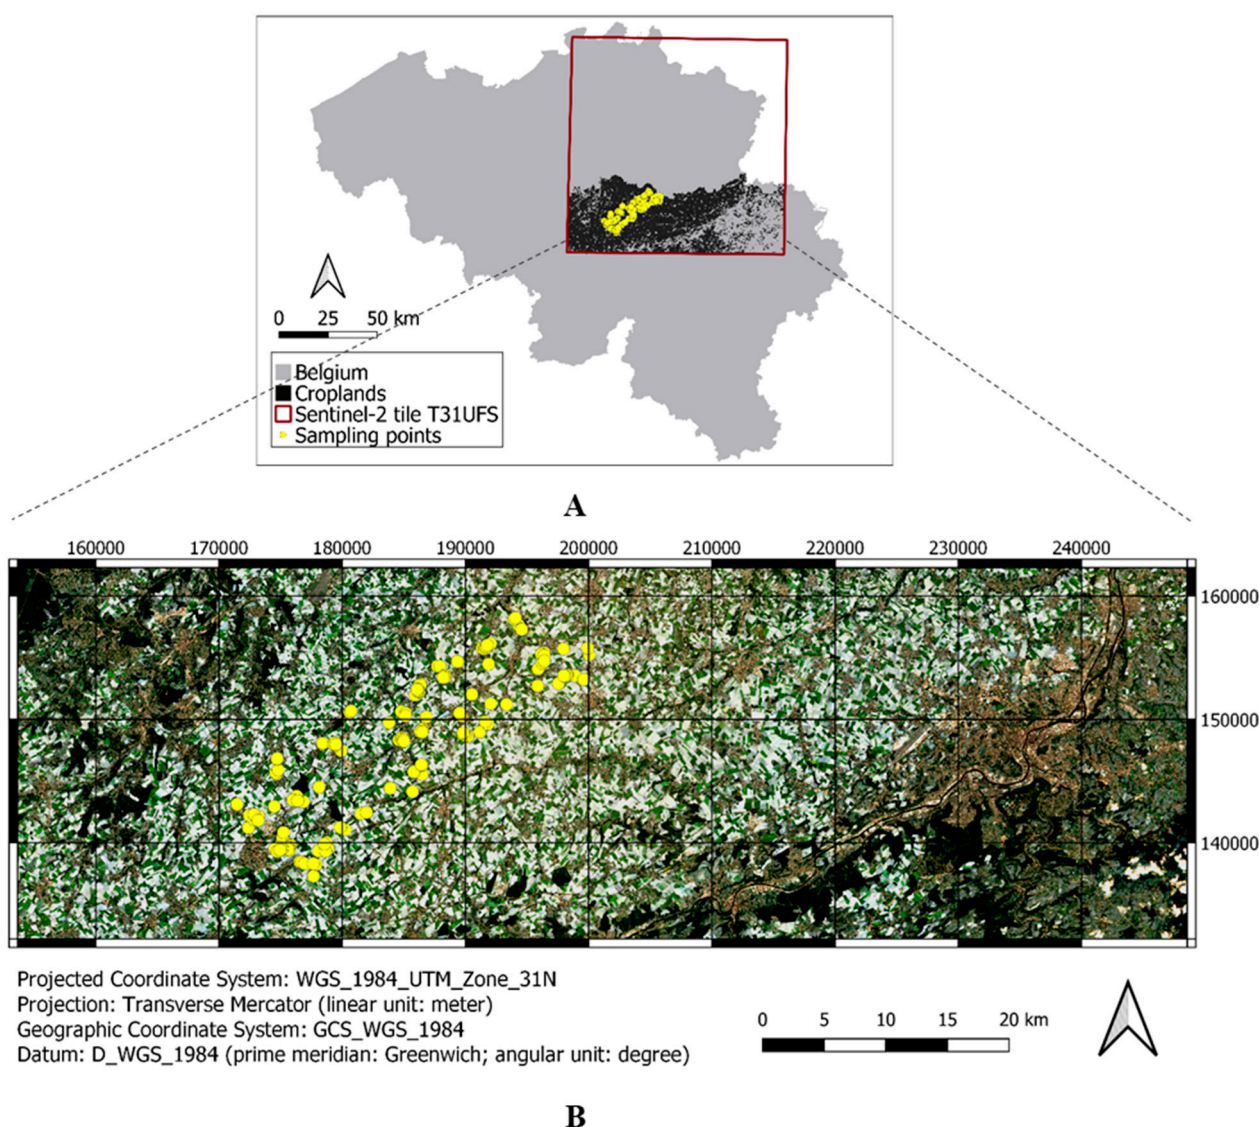 0 25 50 km
Belgium
Croplands
Sentinel-2 tile T31UFS
Sampling points
A
160000 170000 180000 190000 200000 210000 220000 230000 240000
160000
150000
140000
Projected Coordinate System: WGS_1984_UTM_Zone_31N
Projection: Transverse Mercator (linear unit: meter)
Geographic Coordinate System: GCS_WGS_1984
Datum: D_WGS_1984 (prime meridian: Greenwich; angular unit: degree)
0 5 10 15 20 km
B